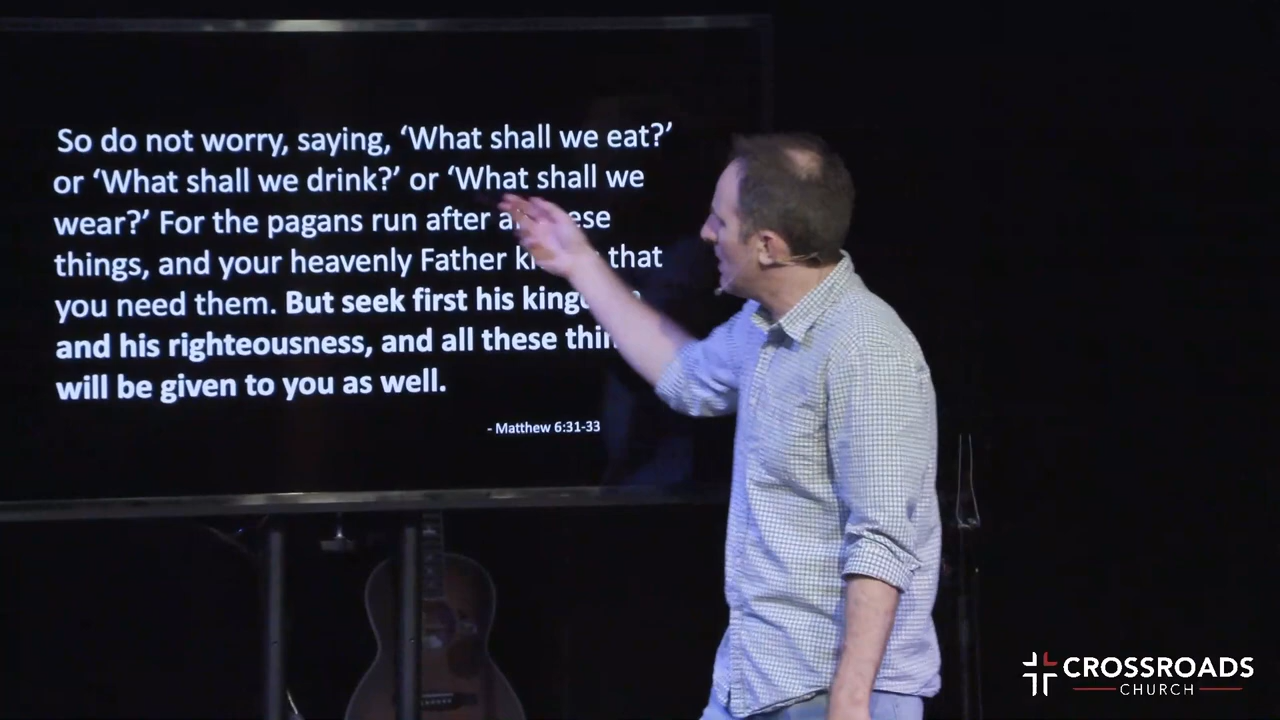 So do not worry, saying, ‘What shall we eat?’
or ‘What shall we drink?’ or ‘What shall we
wear?’ For the pagans run after these
things, and your heavenly Father that
you need them. But seek first his
and his righteousness, and all these
will be given to you as well.
- Matthew 6:31-33
CROSSROADS
CHURCH